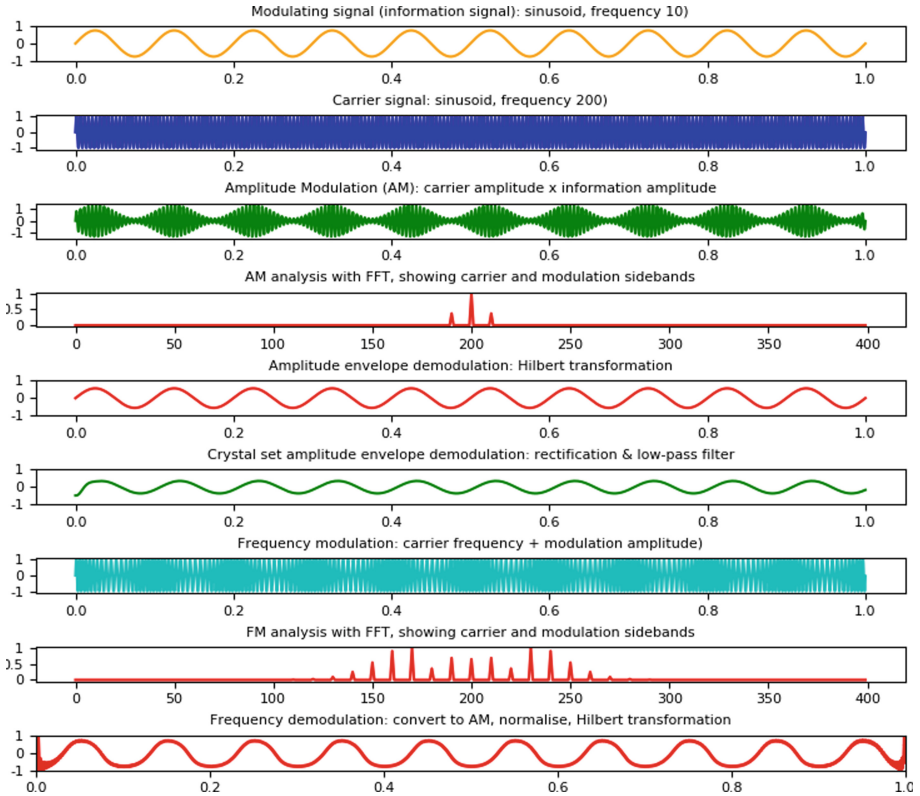 Modulating signal (information signal): sinusoid, frequency 10)
1
0
-1
0.0 0.2 0.4 0.6 0.8 1.0
Carrier signal: sinusoid, frequency 200)
1
0
-1
0.0 0.2 0.4 0.6 0.8 1.0
Amplitude Modulation (AM): carrier amplitude x information amplitude
1
0
-1
0.0 0.2 0.4 0.6 0.8 1.0
AM analysis with FFT, showing carrier and modulation sidebands
1
0.5
0
0 50 100 150 200 250 300 350 400
Amplitude envelope demodulation: Hilbert transformation
1
0
-1
0.0 0.2 0.4 0.6 0.8 1.0
Crystal set amplitude envelope demodulation: rectification & low-pass filter
1
0
-1
0.0 0.2 0.4 0.6 0.8 1.0
Frequency modulation: carrier frequency + modulation amplitude)
1
0
-1
0.0 0.2 0.4 0.6 0.8 1.0
FM analysis with FFT, showing carrier and modulation sidebands
1
0.5
0
0 50 100 150 200 250 300 350 400
Frequency demodulation: convert to AM, normalise, Hilbert transformation
1
0
-1
0.0 0.2 0.4 0.6 0.8 1.0